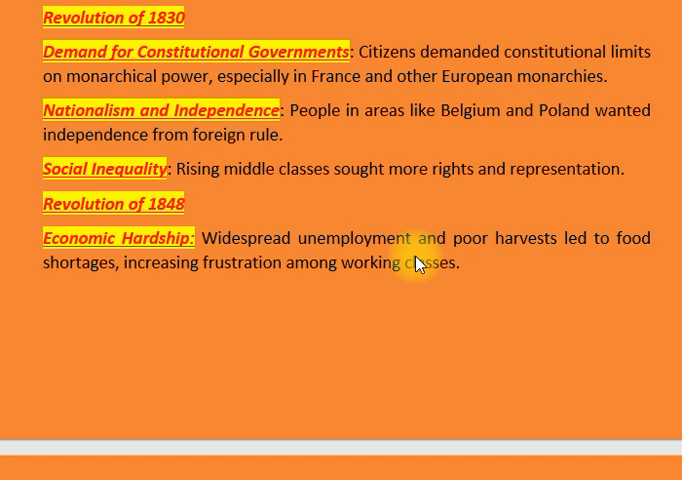 Revolution of 1830
Demand for Constitutional Governments: Citizens demanded constitutional limits
on monarchical power, especially in France and other European monarchies.
Nationalism and Independence: People in areas like Belgium and Poland wanted
independence from foreign rule.
Social Inequality: Rising middle classes sought more rights and representation.
Revolution of 1848
Economic Hardship: Widespread unemployment and poor harvests led to food
shortages, increasing frustration among working classes.